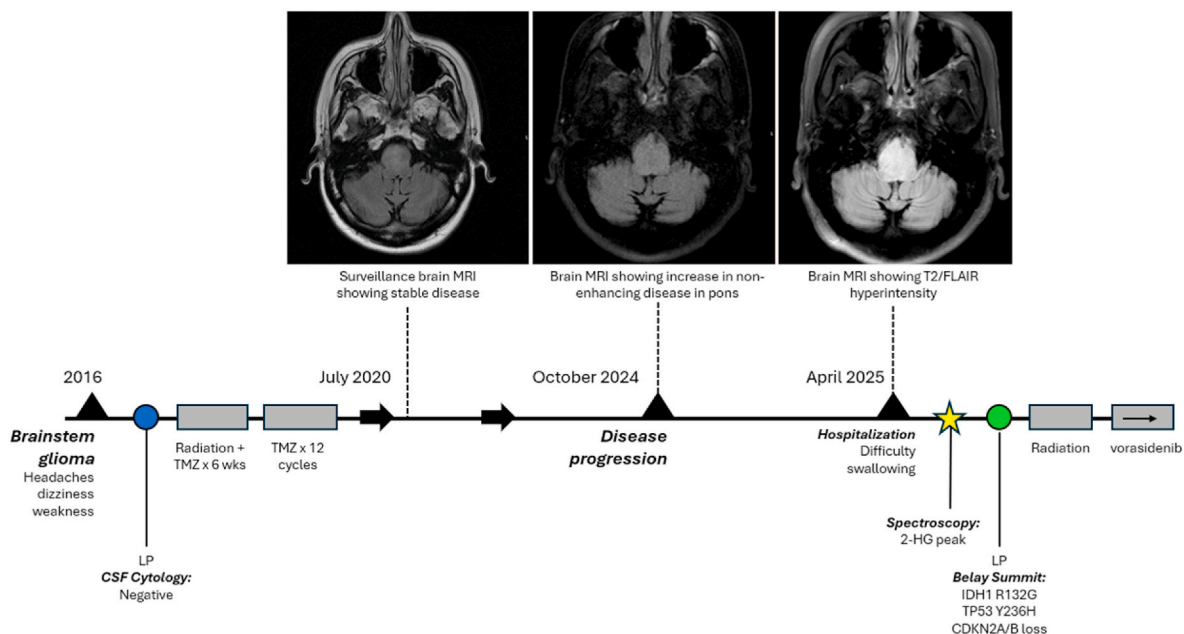 Surveillance brain MRI
showing stable disease
Brain MRI showing increase in non-
enhancing disease in pons
Brain MRI showing T2/FLAIR
hyperintensity
2016
July 2020
October 2024
April 2025
Brainstem
glioma
Headaches
dizziness
weakness
Radiation +
TMZ x 6 wks
TMZ x 12
cycles
Disease
progression
Hospitalization
Difficulty
swallowing
Radiation
vorasidenib
LP
CSF Cytology:
Negative
Spectroscopy:
2-HG peak
LP
Belay Summit:
IDH1 R132G
TP53 Y236H
CDKN2A/B loss